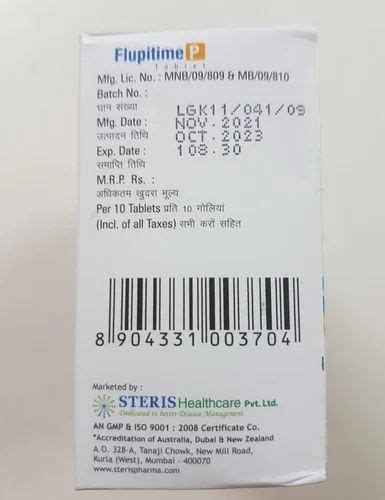 Flupitime P
tablet
Mfg. Lic. No. : MNB/09/809 & MB/09/810
Batch No. :
घान संख्या
LGK11/041/09
Mfg. Date : NOV.2021
उत्पादन तिथि OCT.2023
Exp. Date : 108.30
समाप्ति तिथि
M.R.P. Rs. :
अधिकतम खुदरा मूल्य
Per 10 Tablets प्रति 10 गोलियां
(Incl. of all Taxes) सभी करों सहित
8 904331 003704
Marketed by :
STERIS Healthcare Pvt. Ltd.
Dedicated to better Disease Management
AN GMP & ISO 9001 : 2008 Certificate Co.
*Accreditation of Australia, Dubai & New Zealand
A.O. 328-A, Tanaji Chowk, New Mill Road,
Kurla (West), Mumbai - 400070
www.sterispharma.com